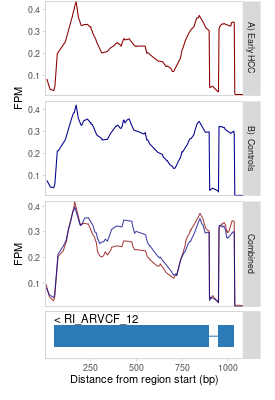 0.4
0.3
0.2
0.1
A) Early HCC
FPM
0.4
0.3
0.2
0.1
B): Controls
FPM
0.4
0.3
0.2
0.1
Combined
FPM
< RI_ARVCF_12
250
500
750
1000
Distance from region start (bp)